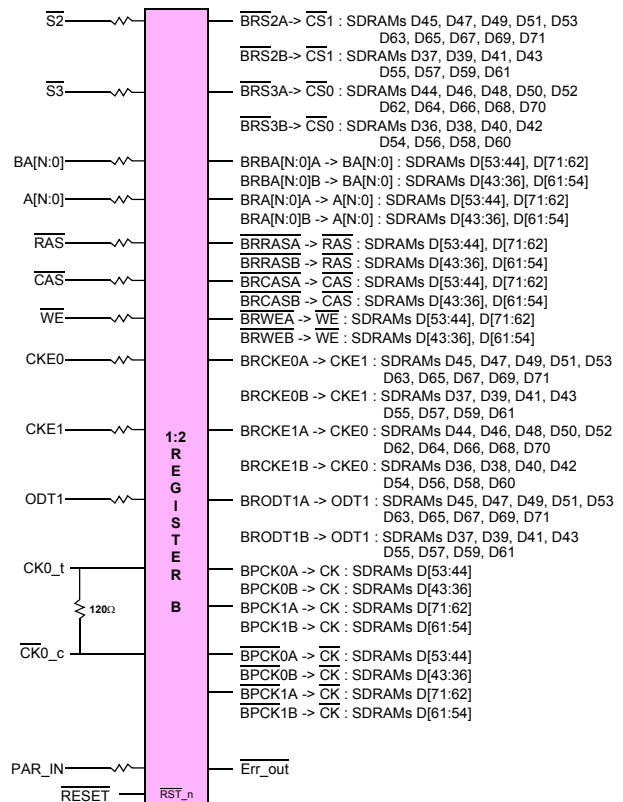 S2
BRS2A-> CS1 : SDRAMs D45, D47, D49, D51, D53
D63, D65, D67, D69, D71
BRS2B-> CS1 : SDRAMs D37, D39, D41, D43
D55, D57, D59, D61
S3
BRS3A-> CS0 : SDRAMs D44, D46, D48, D50, D52
D62, D64, D66, D68, D70
BRS3B-> CS0 : SDRAMs D36, D38, D40, D42
D54, D56, D58, D60
BA[N:0]
BRBA[N:0]A -> BA[N:0] : SDRAMs D[53:44], D[71:62]
BRBA[N:0]B -> BA[N:0] : SDRAMs D[43:36], D[61:54]
A[N:0]
BRA[N:0]A -> A[N:0] : SDRAMs D[53:44], D[71:62]
BRA[N:0]B -> A[N:0] : SDRAMs D[43:36], D[61:54]
RAS
BRRASA -> RAS : SDRAMs D[53:44], D[71:62]
BRRASB -> RAS : SDRAMs D[43:36], D[61:54]
CAS
BRCASA -> CAS : SDRAMs D[53:44], D[71:62]
BRCASB -> CAS : SDRAMs D[43:36], D[61:54]
WE
BRWEA -> WE : SDRAMs D[53:44], D[71:62]
BRWEB -> WE : SDRAMs D[43:36], D[61:54]
CKE0
BRCKE0A -> CKE1 : SDRAMs D45, D47, D49, D51, D53
D63, D65, D67, D69, D71
BRCKE0B -> CKE1 : SDRAMs D37, D39, D41, D43
D55, D57, D59, D61
CKE1
BRCKE1A -> CKE0 : SDRAMs D44, D46, D48, D50, D52
D62, D64, D66, D68, D70
BRCKE1B -> CKE0 : SDRAMs D36, D38, D40, D42
D54, D56, D58, D60
1:2
R
E
G
I
S
T
E
R
B
ODT1
BRODT1A -> ODT1 : SDRAMs D45, D47, D49, D51, D53
D63, D65, D67, D69, D71
BRODT1B -> ODT1 : SDRAMs D37, D39, D41, D43
D55, D57, D59, D61
CK0_t
BPCK0A -> CK : SDRAMs D[53:44]
BPCK0B -> CK : SDRAMs D[43:36]
120Ω
BPCK1A -> CK : SDRAMs D[71:62]
BPCK1B -> CK : SDRAMs D[61:54]
CK0_c
BPCK0A -> CK : SDRAMs D[53:44]
BPCK0B -> CK : SDRAMs D[43:36]
BPCK1A -> CK : SDRAMs D[71:62]
BPCK1B -> CK : SDRAMs D[61:54]
PAR_IN
Err_out
RESET
RST_n